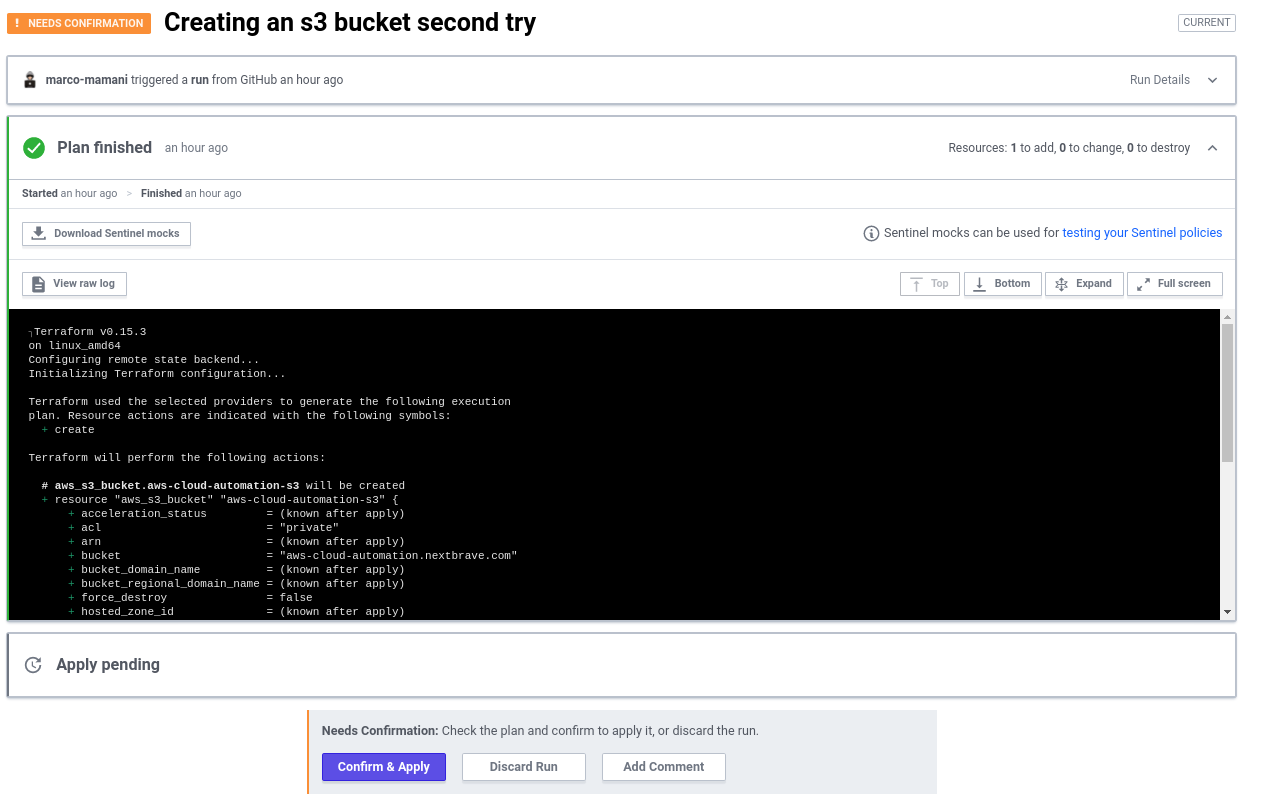 ! NEEDS CONFIRMATION Creating an s3 bucket second try CURRENT
marco-mamani triggered a run from GitHub an hour ago Run Details
Plan finished an hour ago Resources: 1 to add, 0 to change, 0 to destroy
Started an hour ago > Finished an hour ago
Download Sentinel mocks Sentinel mocks can be used for testing your Sentinel policies
View raw log Top Bottom Expand Full screen
╷Terraform v0.15.3
on linux_amd64
Configuring remote state backend...
Initializing Terraform configuration...
Terraform used the selected providers to generate the following execution
plan. Resource actions are indicated with the following symbols:
+ create
Terraform will perform the following actions:
# aws_s3_bucket.aws-cloud-automation-s3 will be created
+ resource "aws_s3_bucket" "aws-cloud-automation-s3" {
+ acceleration_status = (known after apply)
+ acl = "private"
+ arn = (known after apply)
+ bucket = "aws-cloud-automation.nextbrave.com"
+ bucket_domain_name = (known after apply)
+ bucket_regional_domain_name = (known after apply)
+ force_destroy = false
+ hosted_zone_id = (known after apply)
Apply pending
Needs Confirmation: Check the plan and confirm to apply it, or discard the run.
Confirm & Apply Discard Run Add Comment